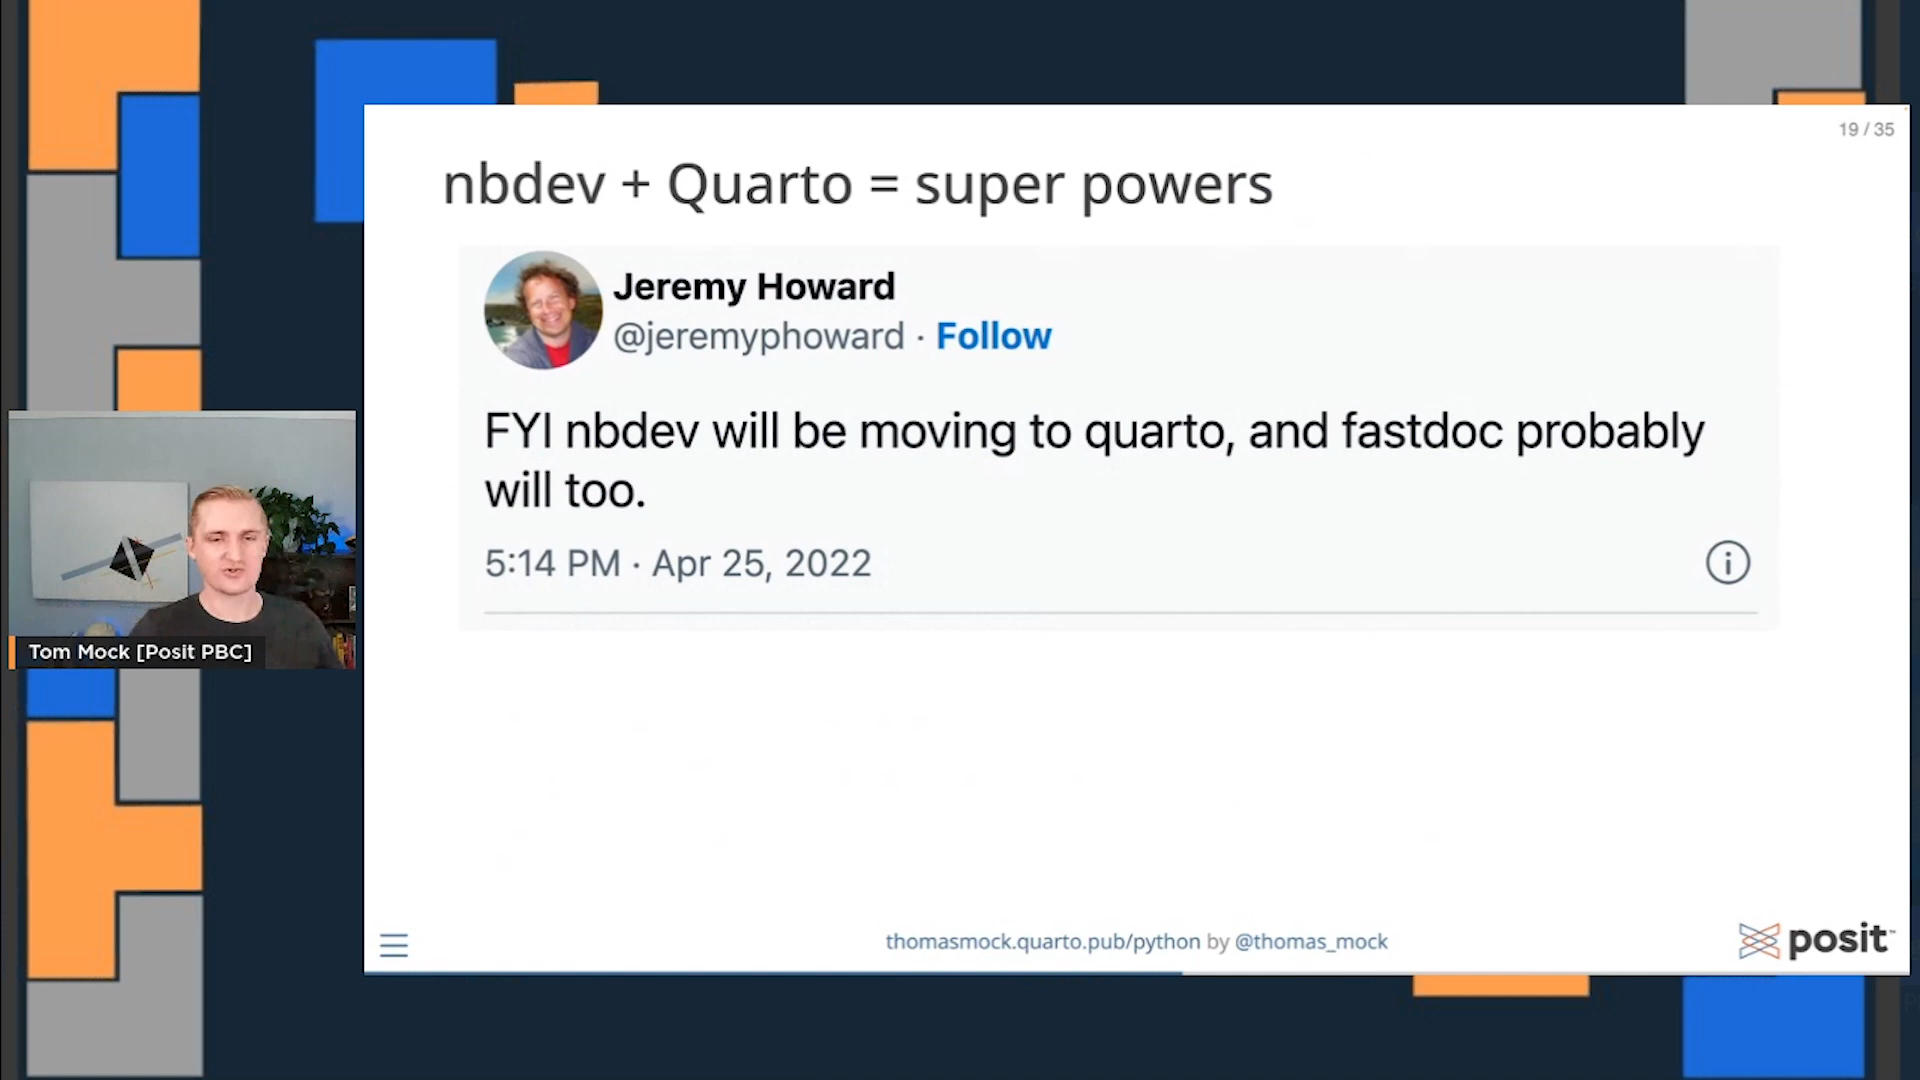 19 / 35
nbdev + Quarto = super powers
Jeremy Howard
@jeremyphoward · Follow
FYI nbdev will be moving to quarto, and fastdoc probably
will too.
5:14 PM · Apr 25, 2022
Tom Mock [Posit PBC]
thomasmock.quarto.pub/python by @thomas_mock
posit™